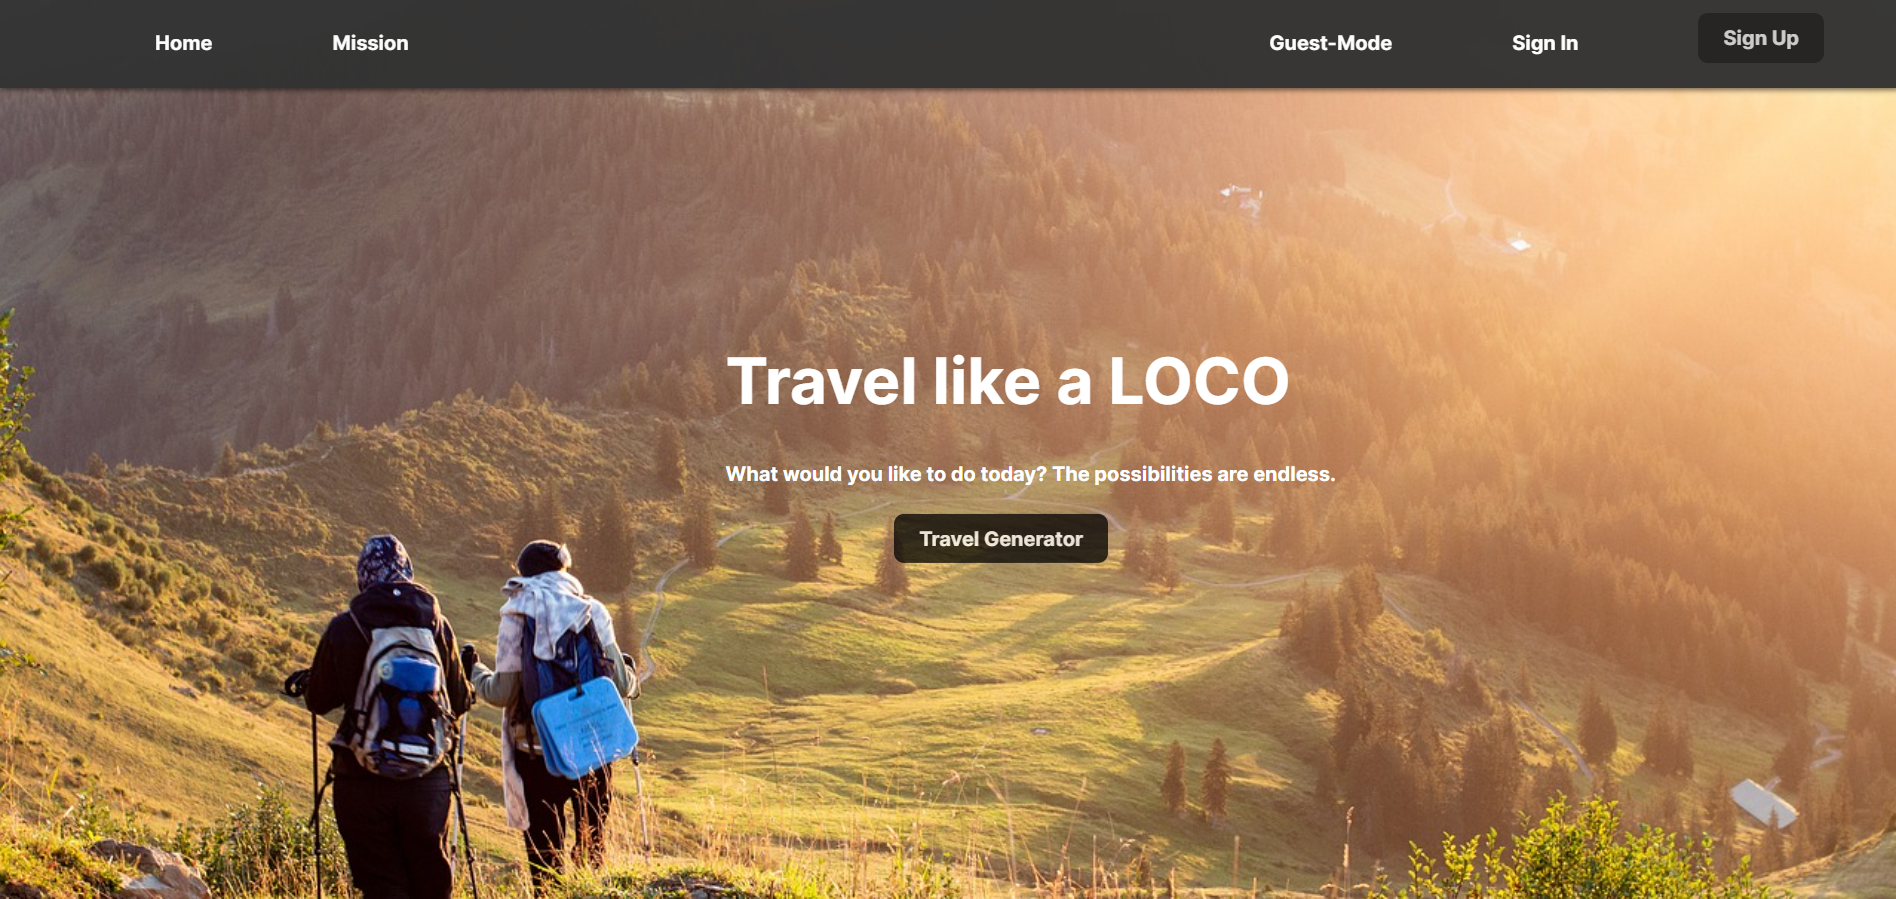 Home Mission Guest-Mode Sign In Sign Up
Travel like a LOCO
What would you like to do today? The possibilities are endless.
Travel Generator